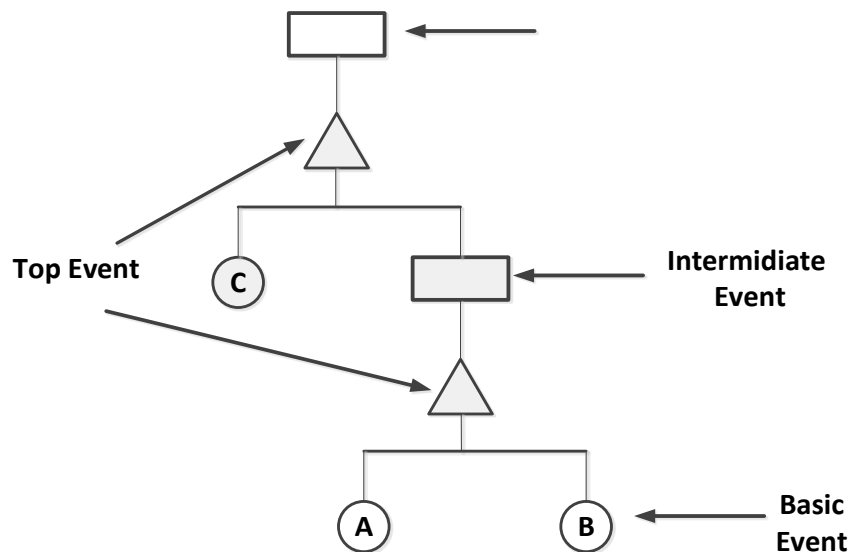 Top Event
C
Intermidiate
Event
A
B
Basic
Event